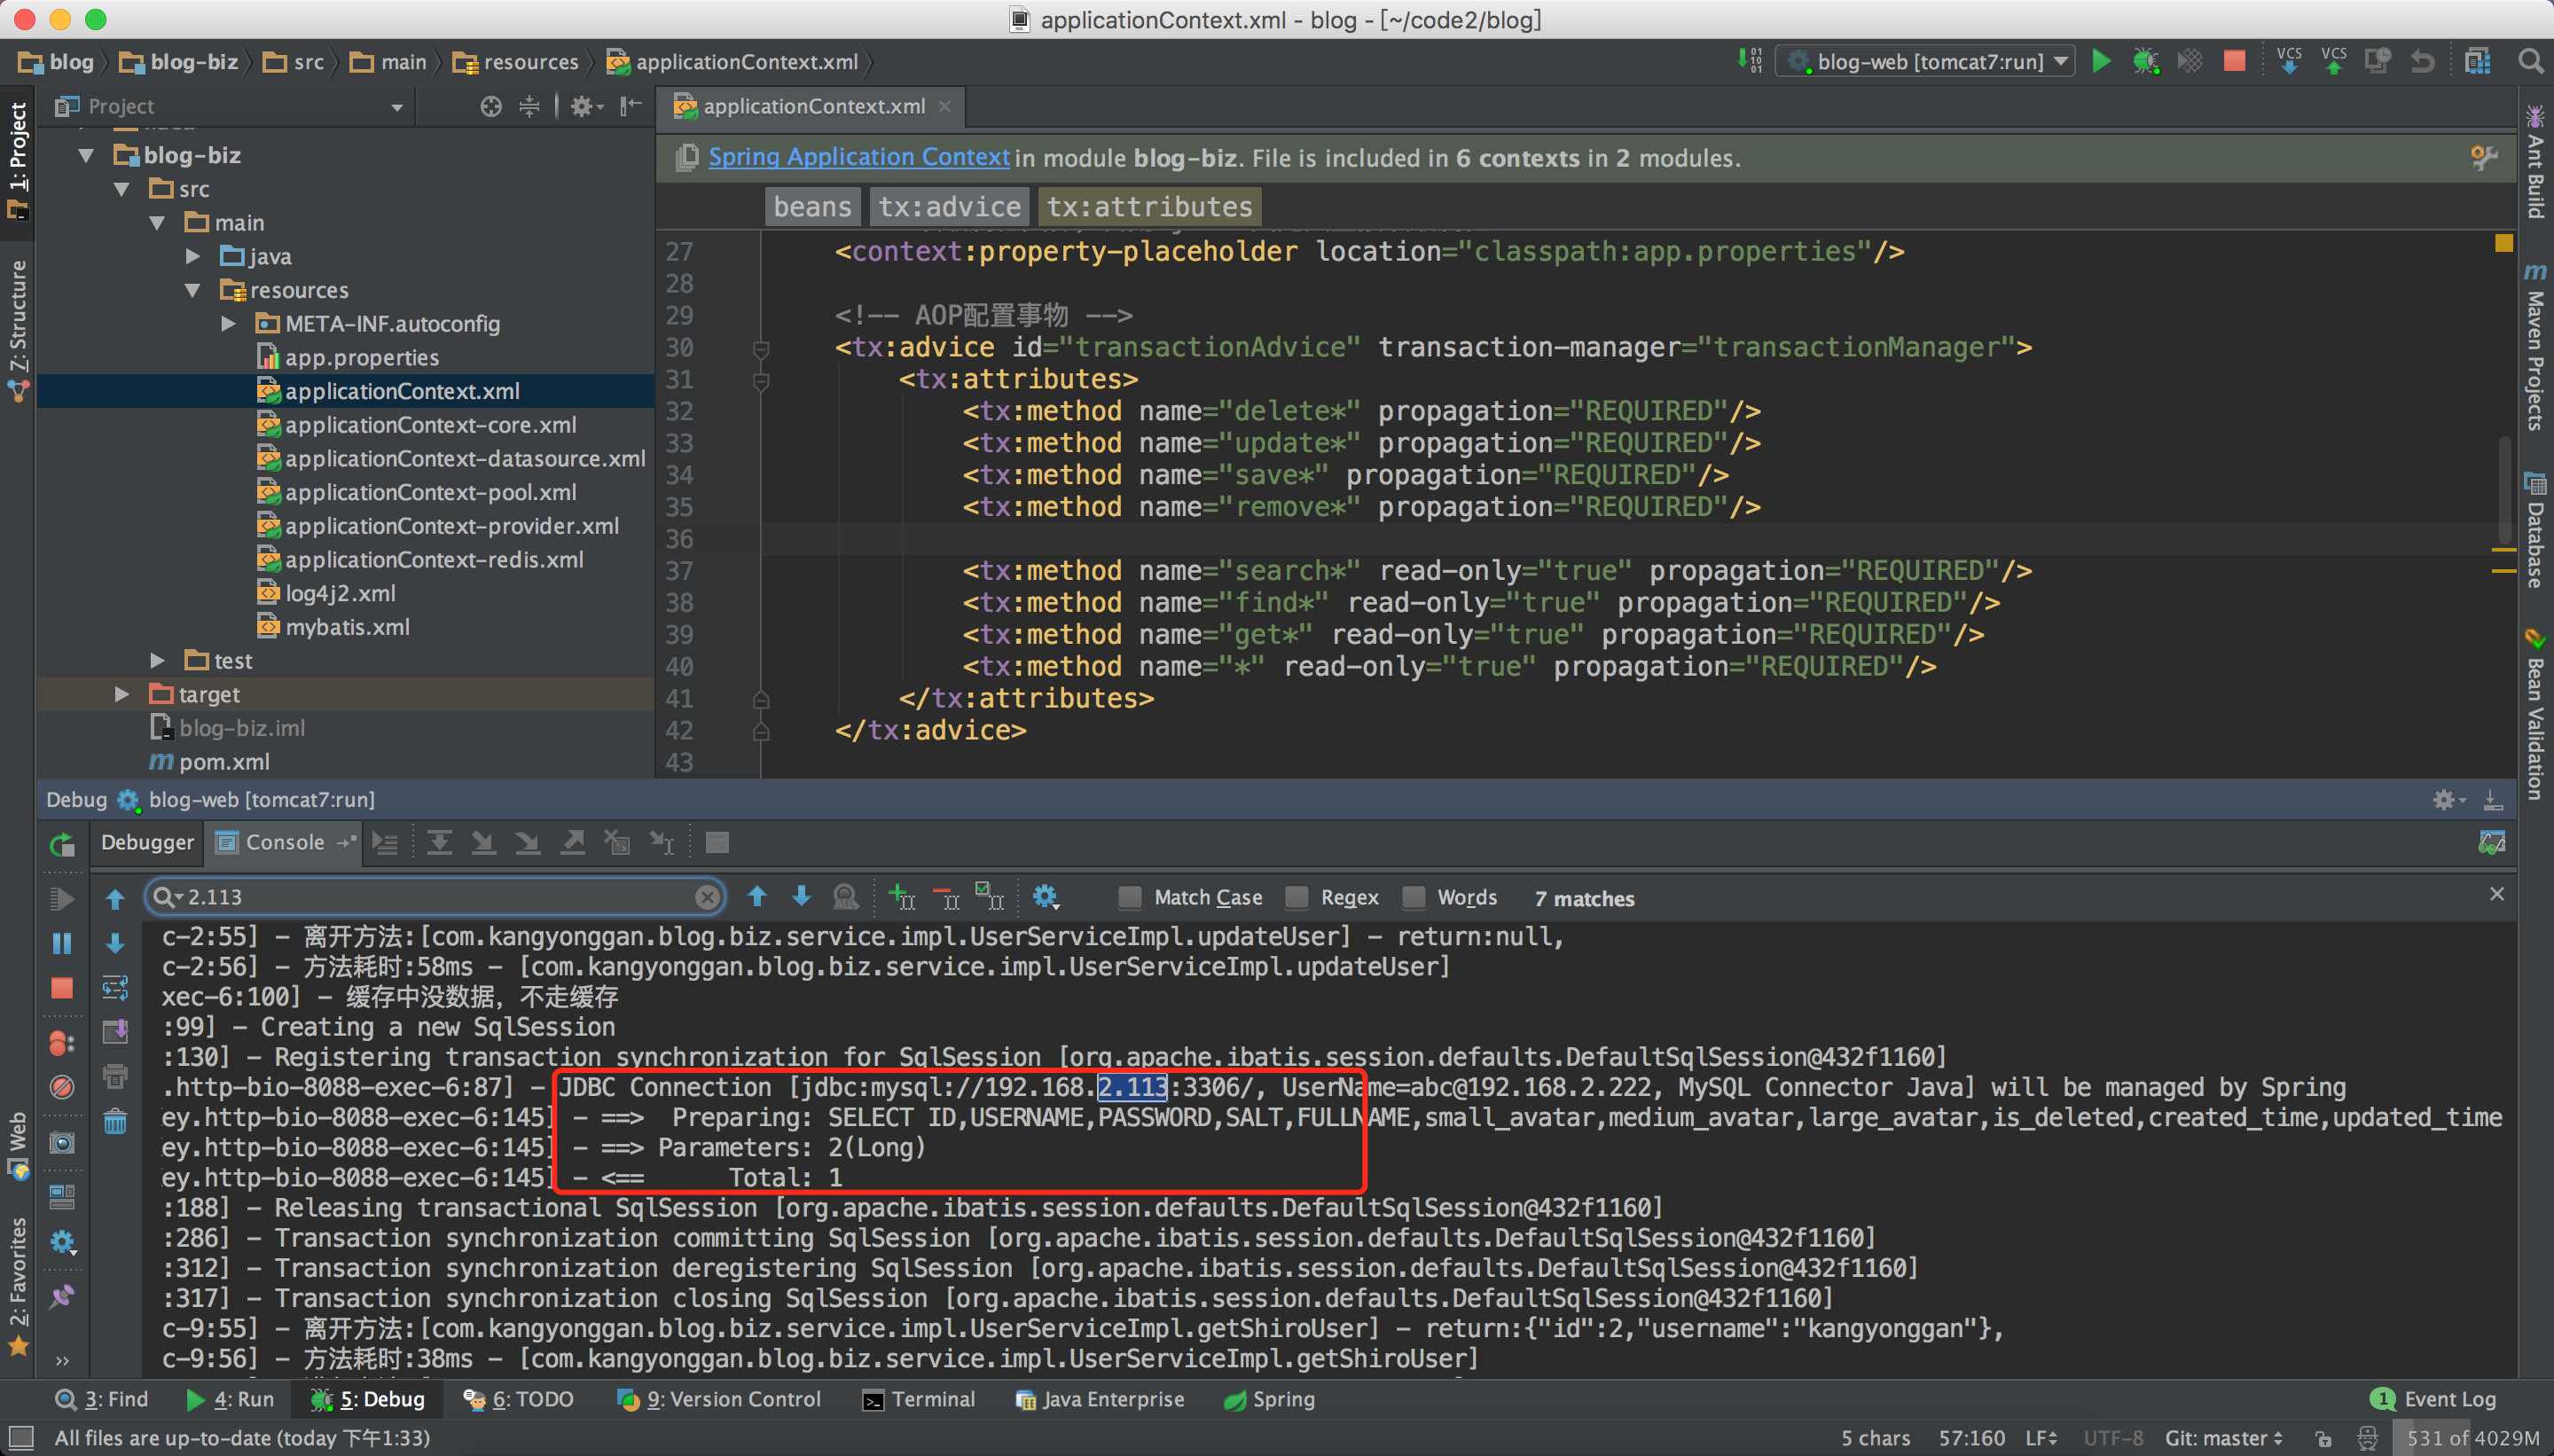 applicationContext.xml - blog - [~/code2/blog]
blog blog-biz src main resources applicationContext.xml
blog-web [tomcat7:run] VCS VCS
1: Project
Z: Structure
Web
2: Favorites
Project
blog-biz
src
main
java
resources
META-INF.autoconfig
app.properties
applicationContext.xml
applicationContext-core.xml
applicationContext-datasource.xml
applicationContext-pool.xml
applicationContext-provider.xml
applicationContext-redis.xml
log4j2.xml
mybatis.xml
test
target
blog-biz.iml
pom.xml
applicationContext.xml
Spring Application Context in module blog-biz. File is included in 6 contexts in 2 modules.
beans tx:advice tx:attributes
27 <context:property-placeholder location="classpath:app.properties"/>
28
29 <!-- AOP配置事物 -->
30 <tx:advice id="transactionAdvice" transaction-manager="transactionManager">
31 <tx:attributes>
32 <tx:method name="delete*" propagation="REQUIRED"/>
33 <tx:method name="update*" propagation="REQUIRED"/>
34 <tx:method name="save*" propagation="REQUIRED"/>
35 <tx:method name="remove*" propagation="REQUIRED"/>
36
37 <tx:method name="search*" read-only="true" propagation="REQUIRED"/>
38 <tx:method name="find*" read-only="true" propagation="REQUIRED"/>
39 <tx:method name="get*" read-only="true" propagation="REQUIRED"/>
40 <tx:method name="*" read-only="true" propagation="REQUIRED"/>
41 </tx:attributes>
42 </tx:advice>
43
Ant Build
Maven Projects
Database
Bean Validation
Debug blog-web [tomcat7:run]
Debugger Console
2.113 Match Case Regex Words 7 matches
c-2:55] - 离开方法:[com.kangyonggan.blog.biz.service.impl.UserServiceImpl.updateUser] - return:null,
c-2:56] - 方法耗时:58ms - [com.kangyonggan.blog.biz.service.impl.UserServiceImpl.updateUser]
xec-6:100] - 缓存中没数据，不走缓存
:99] - Creating a new SqlSession
:130] - Registering transaction synchronization for SqlSession [org.apache.ibatis.session.defaults.DefaultSqlSession@432f1160]
.http-bio-8088-exec-6:87] - JDBC Connection [jdbc:mysql://192.168.2.113:3306/, UserName=abc@192.168.2.222, MySQL Connector Java] will be managed by Spring
ey.http-bio-8088-exec-6:145] - ==>  Preparing: SELECT ID,USERNAME,PASSWORD,SALT,FULLNAME,small_avatar,medium_avatar,large_avatar,is_deleted,created_time,updated_time
ey.http-bio-8088-exec-6:145] - ==> Parameters: 2(Long)
ey.http-bio-8088-exec-6:145] - <==      Total: 1
:188] - Releasing transactional SqlSession [org.apache.ibatis.session.defaults.DefaultSqlSession@432f1160]
:286] - Transaction synchronization committing SqlSession [org.apache.ibatis.session.defaults.DefaultSqlSession@432f1160]
:312] - Transaction synchronization deregistering SqlSession [org.apache.ibatis.session.defaults.DefaultSqlSession@432f1160]
:317] - Transaction synchronization closing SqlSession [org.apache.ibatis.session.defaults.DefaultSqlSession@432f1160]
c-9:55] - 离开方法:[com.kangyonggan.blog.biz.service.impl.UserServiceImpl.getShiroUser] - return:{"id":2,"username":"kangyonggan"},
c-9:56] - 方法耗时:38ms - [com.kangyonggan.blog.biz.service.impl.UserServiceImpl.getShiroUser]
3: Find 4: Run 5: Debug 6: TODO 9: Version Control Terminal Java Enterprise Spring 1 Event Log
All files are up-to-date (today 下午1:33) 5 chars 57:160 LF UTF-8 Git: master 531 of 4029M